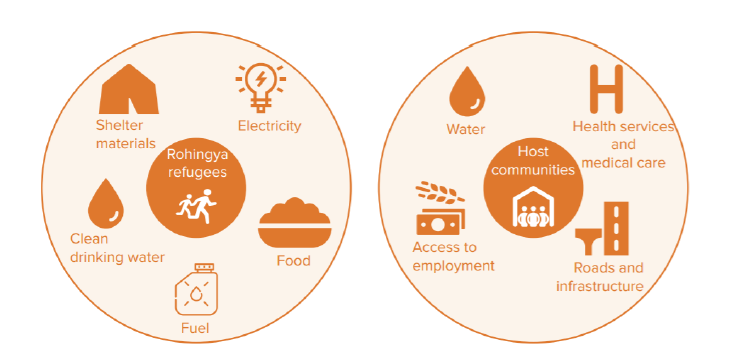 Shelter
materials
Electricity
Rohingya
refugees
Clean
drinking water
Food
Fuel
Water
Health services
and
medical care
Host
communities
Access to
employment
Roads and
infrastructure